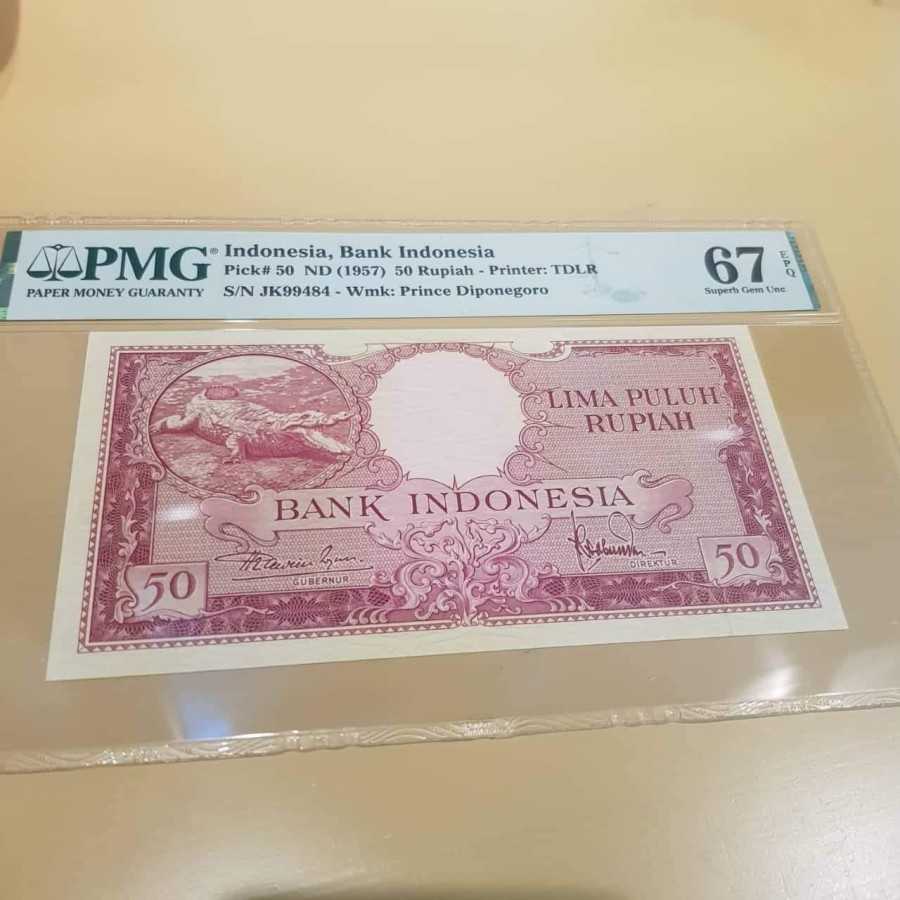 PMG®
PAPER MONEY GUARANTY
Indonesia, Bank Indonesia
Pick# 50 ND (1957) 50 Rupiah - Printer: TDLR
S/N JK99484 - Wmk: Prince Diponegoro
67 EPQ
Superb Gem Unc
LIMA PULUH
RUPIAH
BANK INDONESIA
GUBERNUR
DIREKTUR
50
50